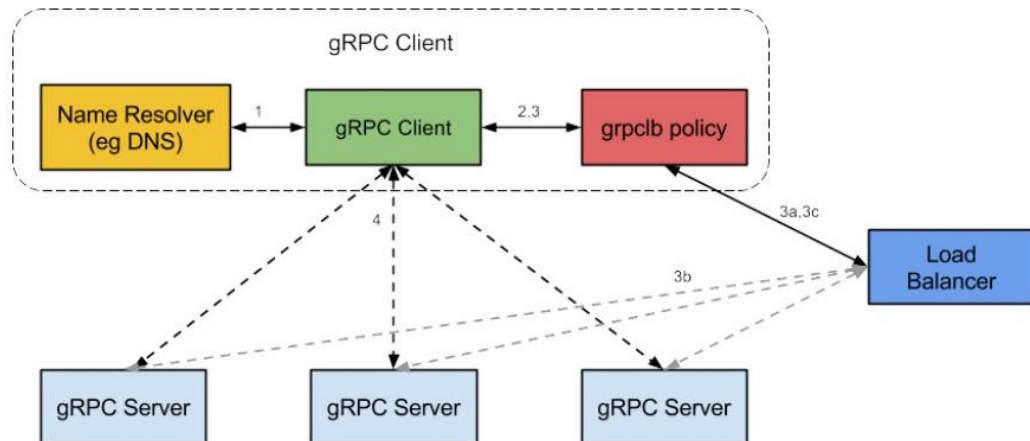 gRPC Client
Name Resolver
(eg DNS)
1
gRPC Client
2,3
grpclb policy
3a,3c
4
Load
Balancer
3b
gRPC Server
gRPC Server
gRPC Server